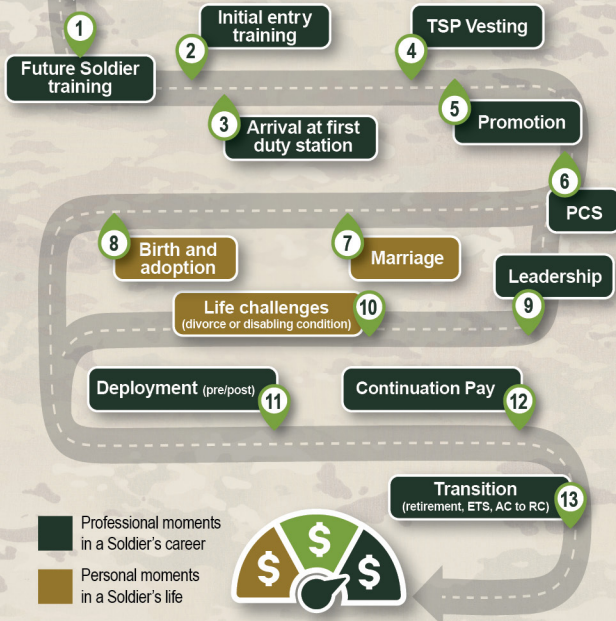 1
Future Soldier
training
2
Initial entry
training
3
Arrival at first
duty station
4
TSP Vesting
5
Promotion
6
PCS
7
Marriage
8
Birth and
adoption
9
Leadership
10
Life challenges
(divorce or disabling condition)
11
Deployment (pre/post)
12
Continuation Pay
13
Transition
(retirement, ETS, AC to RC)
Professional moments
in a Soldier's career
Personal moments
in a Soldier's life
$
$
$